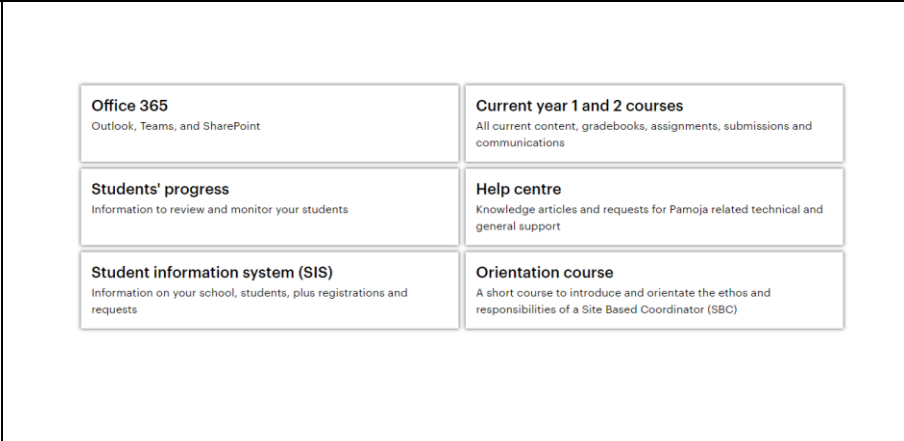 Office 365
Outlook, Teams, and SharePoint
Current year 1 and 2 courses
All current content, gradebooks, assignments, submissions and
communications
Students' progress
Information to review and monitor your students
Help centre
Knowledge articles and requests for Pamoja related technical and
general support
Student information system (SIS)
Information on your school, students, plus registrations and
requests
Orientation course
A short course to introduce and orientate the ethos and
responsibilities of a Site Based Coordinator (SBC)